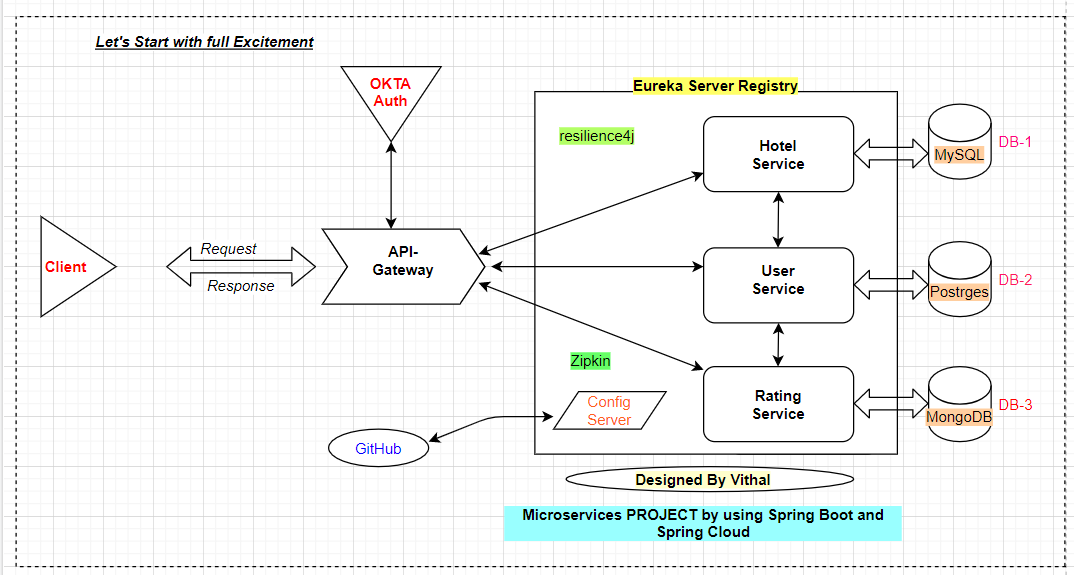 Let's Start with full Excitement
OKTA
Auth
Eureka Server Registry
resilience4j
Hotel
Service
MySQL
DB-1
Client
Request
Response
API-
Gateway
User
Service
Postrges
DB-2
Zipkin
Config
Server
Rating
Service
MongoDB
DB-3
GitHub
Designed By Vithal
Microservices PROJECT by using Spring Boot and
Spring Cloud